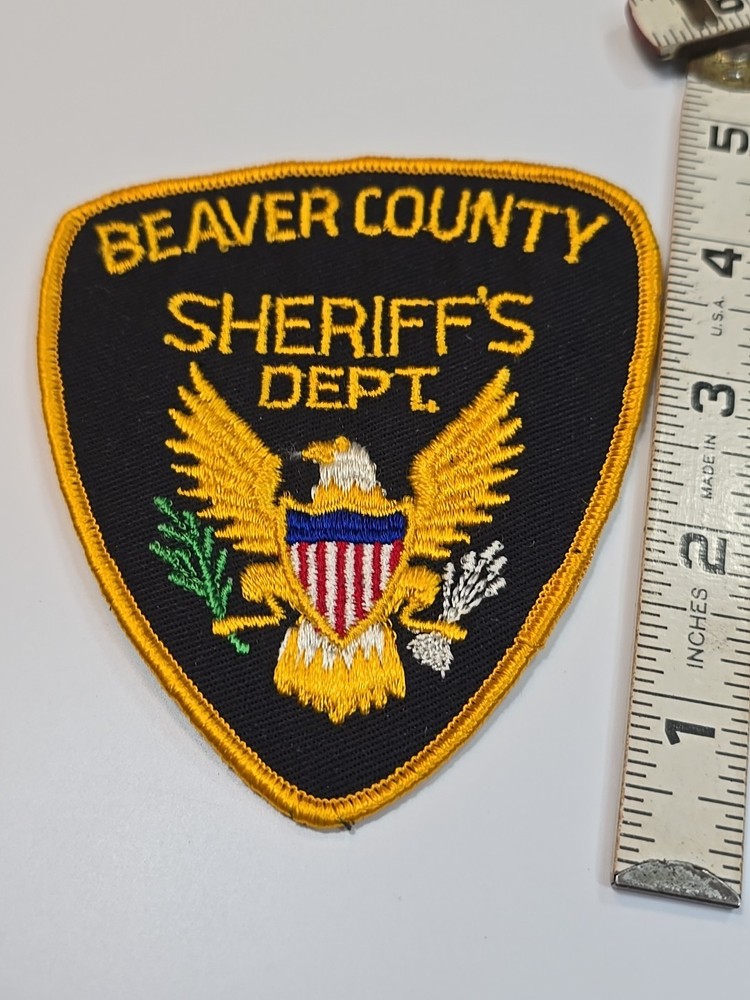 BEAVER COUNTY
SHERIFF'S
DEPT.
5
4
U.S.A.
3
MADE IN
2
INCHES
1